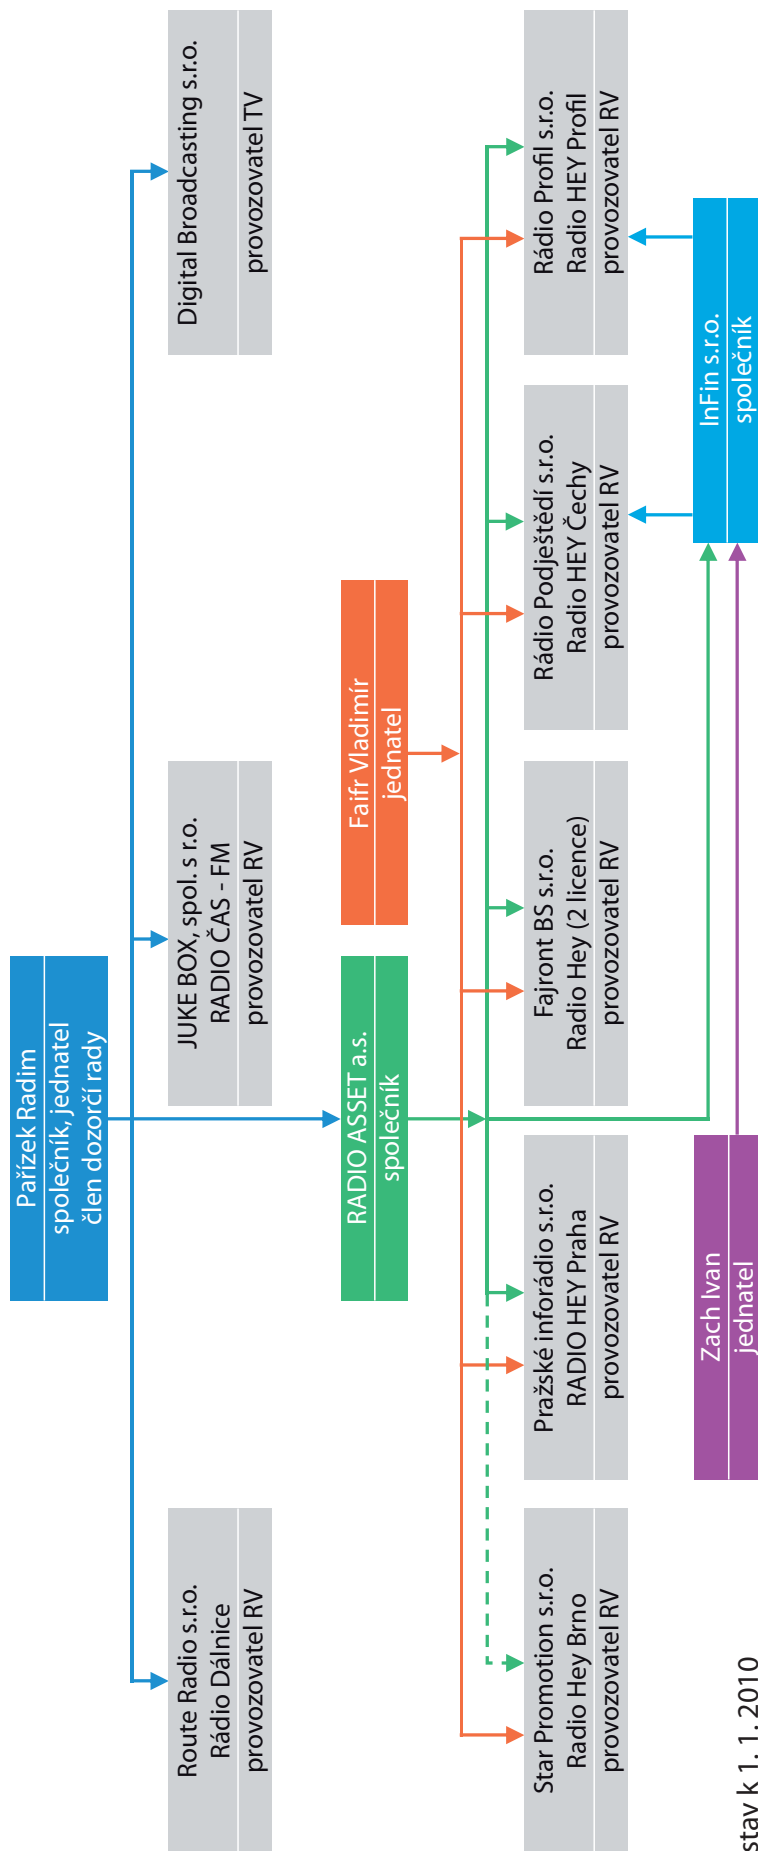 Pařízek Radim
společník, jednatel
člen dozorčí rady
Route Radio s.r.o.
Rádio Dálnice
provozovatel RV
JUKE BOX, spol. s r.o.
RADIO ČAS - FM
provozovatel RV
Digital Broadcasting s.r.o.
provozovatel TV
RADIO ASSET a.s.
společník
Faifr Vladimír
jednatel
Star Promotion s.r.o.
Radio Hey Brno
provozovatel RV
Pražské inforádio s.r.o.
RADIO HEY Praha
provozovatel RV
Fajront BS s.r.o.
Radio Hey (2 licence)
provozovatel RV
Rádio Podještědí s.r.o.
Radio HEY Čechy
provozovatel RV
Rádio Profil s.r.o.
Radio HEY Profil
provozovatel RV
Zach Ivan
jednatel
InFin s.r.o.
společník
stav k 1. 1. 2010